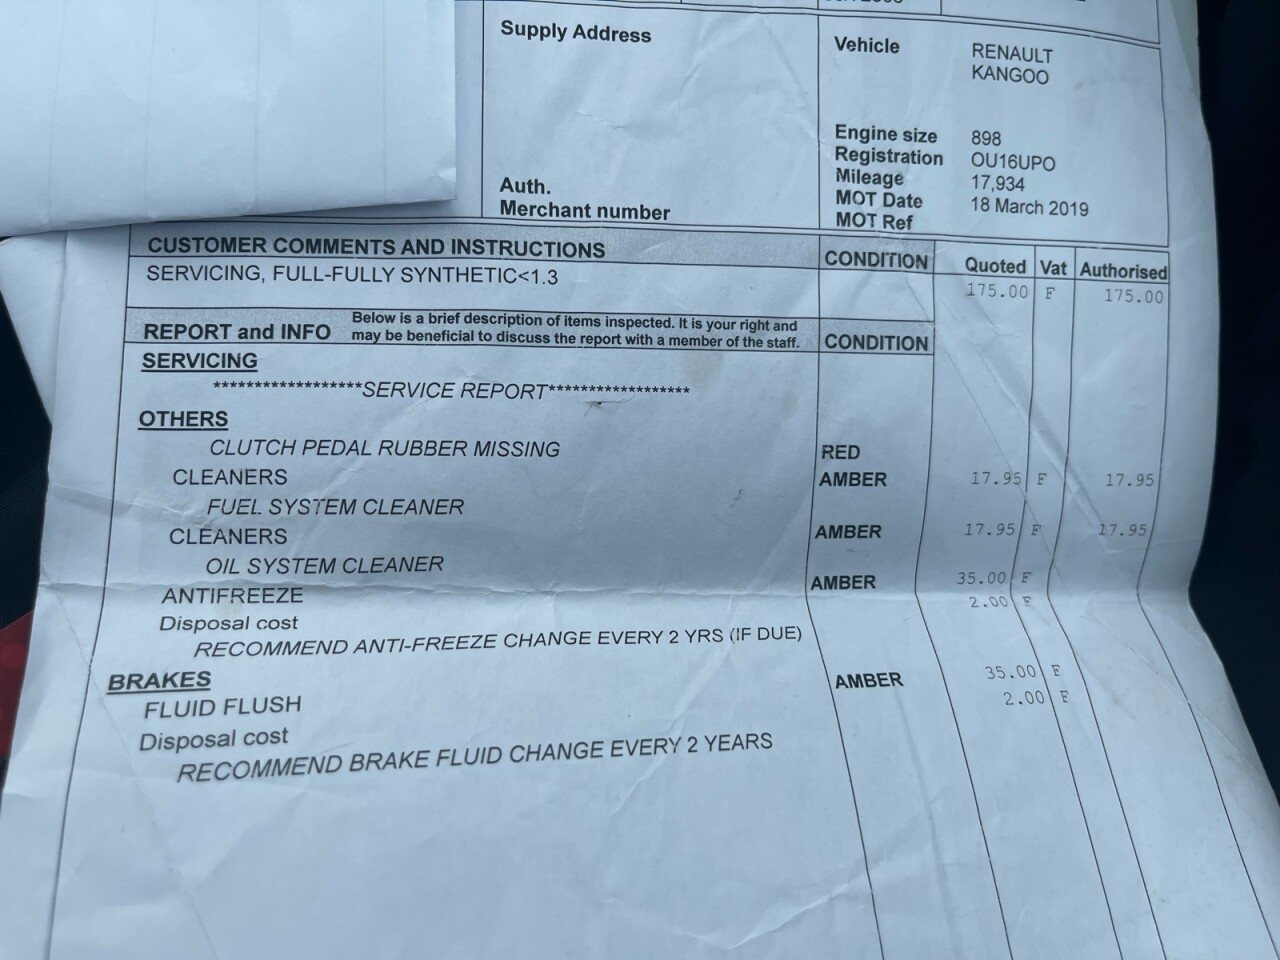 Supply Address
Vehicle RENAULT
KANGOO
Engine size 898
Registration OU16UPO
Mileage 17,934
Auth. MOT Date 18 March 2019
Merchant number MOT Ref
CUSTOMER COMMENTS AND INSTRUCTIONS CONDITION Quoted Vat Authorised
SERVICING, FULL-FULLY SYNTHETIC<1.3 175.00 F 175.00
REPORT and INFO Below is a brief description of items inspected. It is your right and
may be beneficial to discuss the report with a member of the staff. CONDITION
SERVICING
******************SERVICE REPORT*****************
OTHERS
CLUTCH PEDAL RUBBER MISSING RED
CLEANERS AMBER 17.95 F 17.95
FUEL SYSTEM CLEANER
CLEANERS AMBER 17.95 F 17.95
OIL SYSTEM CLEANER
ANTIFREEZE AMBER 35.00 F
Disposal cost 2.00 F
RECOMMEND ANTI-FREEZE CHANGE EVERY 2 YRS (IF DUE)
BRAKES
FLUID FLUSH AMBER 35.00 F
Disposal cost 2.00 F
RECOMMEND BRAKE FLUID CHANGE EVERY 2 YEARS